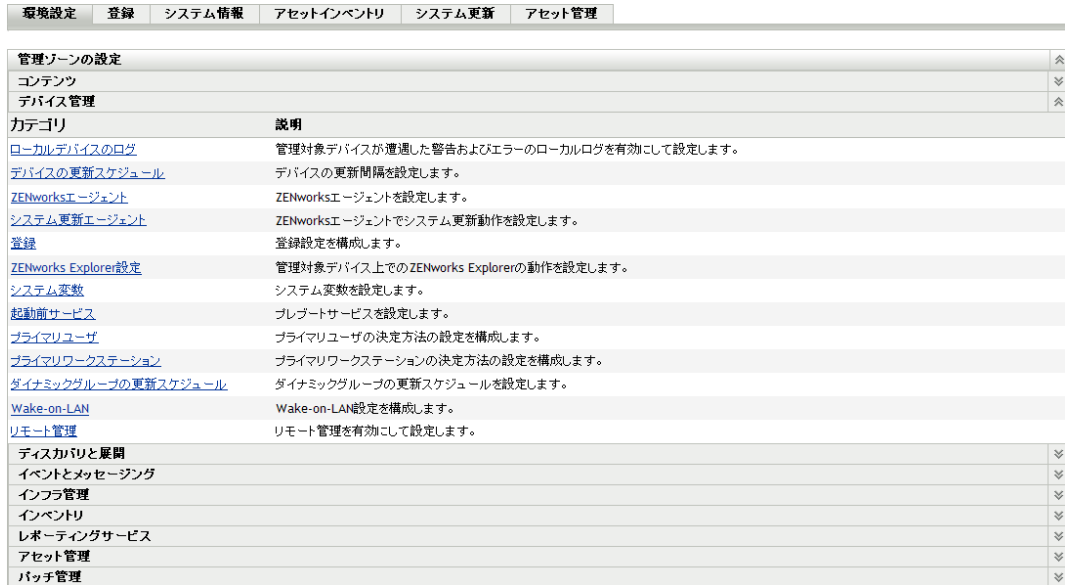 環境設定 登録 システム情報 アセットインベントリ システム更新 アセット管理
管理ゾーンの設定
コンテンツ
デバイス管理
カテゴリ 説明
ローカルデバイスのログ 管理対象デバイスが遭遇した警告およびエラーのローカルログを有効にして設定します。
デバイスの更新スケジュール デバイスの更新間隔を設定します。
ZENworksエージェント ZENworksエージェントを設定します。
システム更新エージェント ZENworksエージェントでシステム更新動作を設定します。
登録 登録設定を構成します。
ZENworks Explorer設定 管理対象デバイス上でのZENworks Explorerの動作を設定します。
システム変数 システム変数を設定します。
起動前サービス プレブートサービスを設定します。
プライマリユーザ プライマリユーザの決定方法の設定を構成します。
プライマリワークステーション プライマリワークステーションの決定方法の設定を構成します。
ダイナミックグループの更新スケジュール ダイナミックグループの更新スケジュールを設定します。
Wake-on-LAN Wake-on-LAN設定を構成します。
リモート管理 リモート管理を有効にして設定します。
ディスカバリと展開
イベントとメッセージング
インフラ管理
インベントリ
レポーティングサービス
アセット管理
パッチ管理